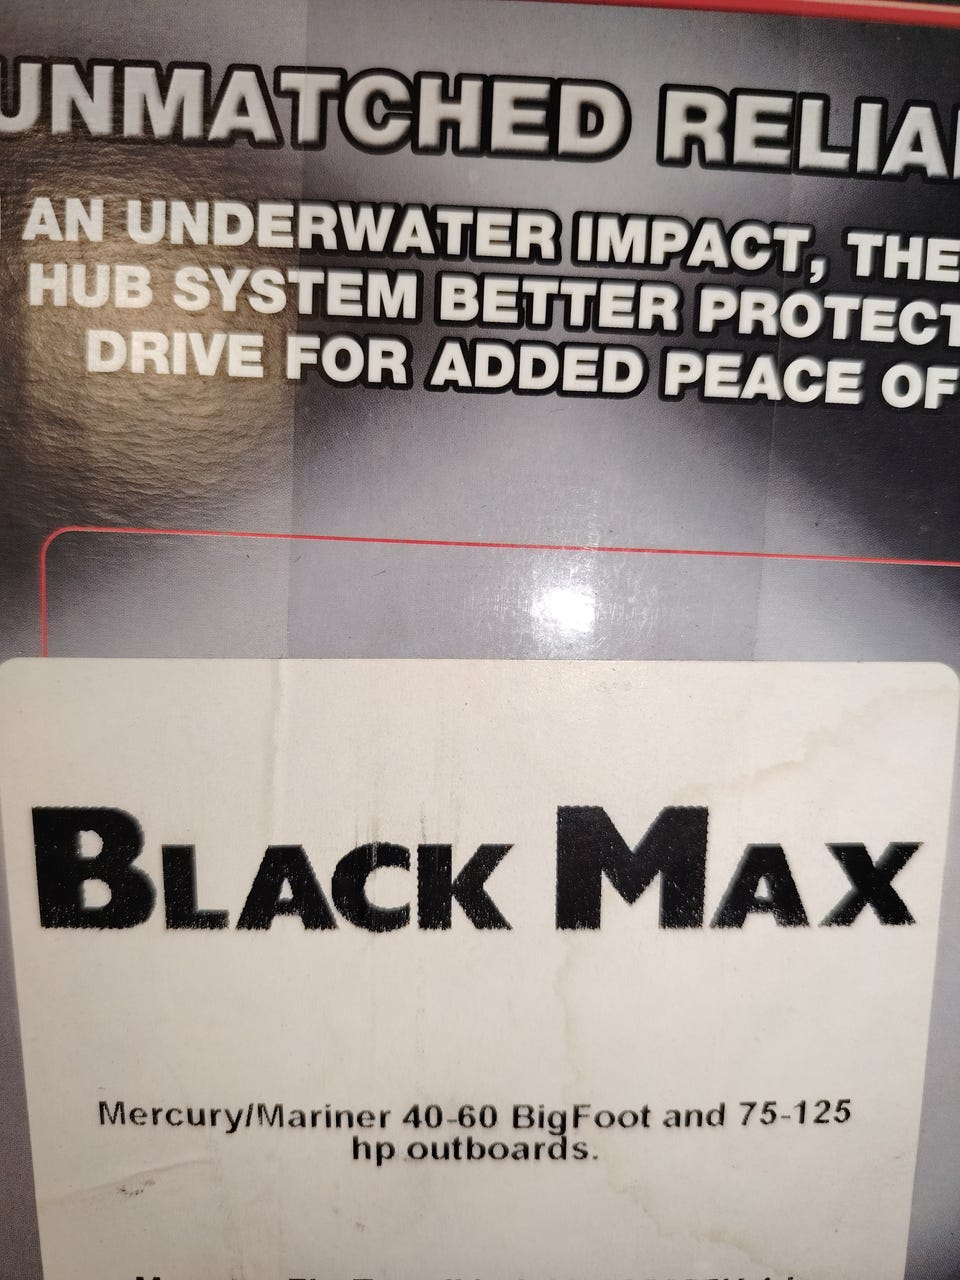 UNMATCHED RELIA
AN UNDERWATER IMPACT, THE
HUB SYSTEM BETTER PROTECT
DRIVE FOR ADDED PEACE OF
BLACK MAX
Mercury/Mariner 40-60 BigFoot and 75-125
hp outboards.